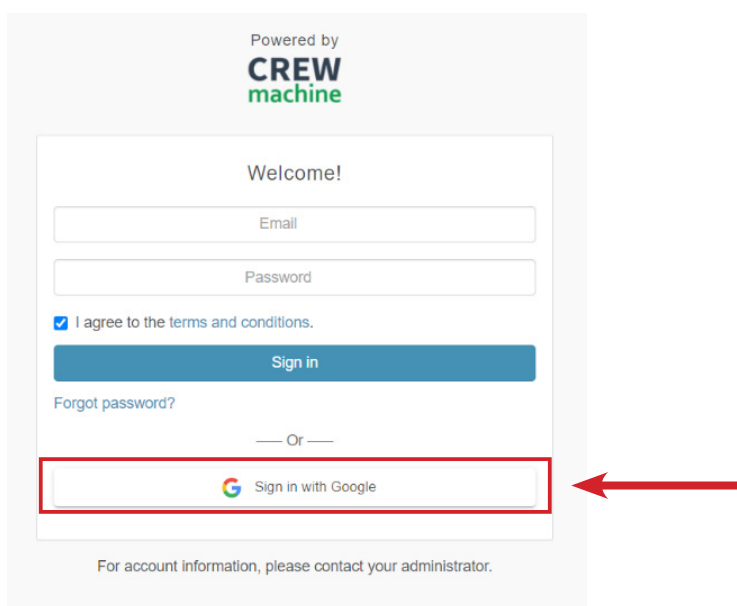 Powered by
CREW
machine
Welcome!
Email
Password
I agree to the terms and conditions.
Sign in
Forgot password?
Or
Sign in with Google
For account information, please contact your administrator.